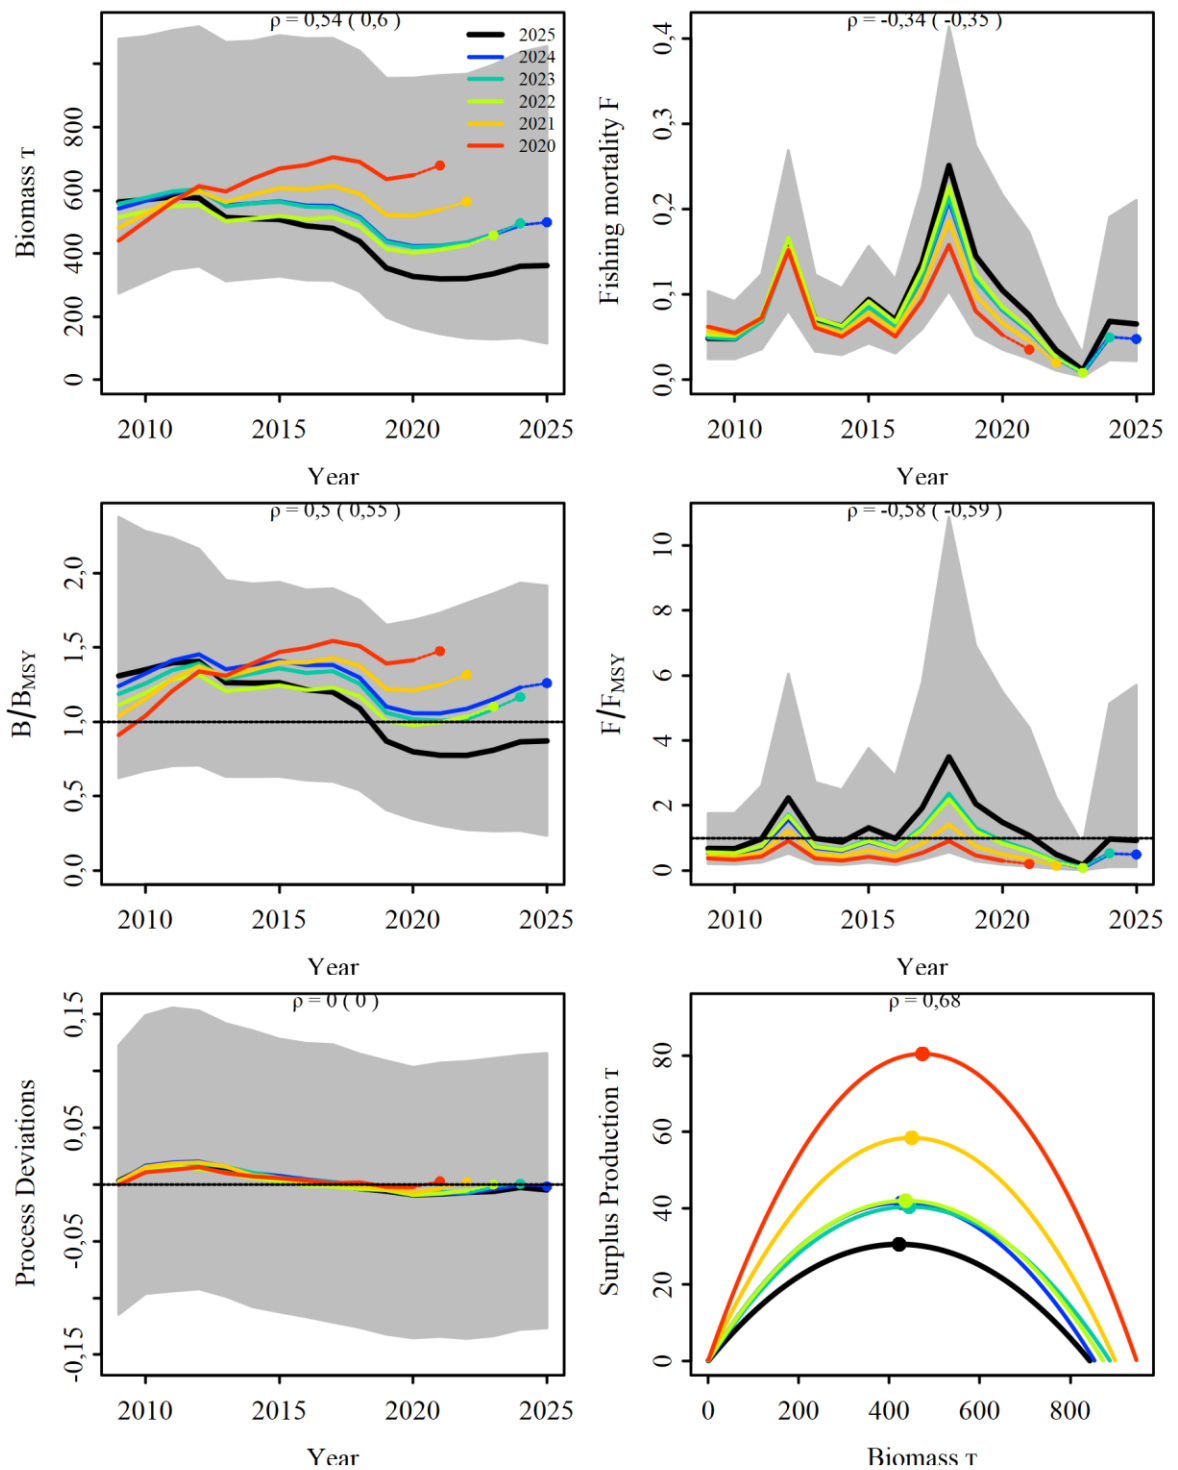 ρ = 0,54 ( 0,6 )
2025
2024
2023
2022
2021
2020
Biomass т
0 200 400 600 800
2010 2015 2020 2025
Year
ρ = -0,34 ( -0,35 )
Fishing mortality F
0,0 0,1 0,2 0,3 0,4
2010 2015 2020 2025
Year
ρ = 0,5 ( 0,55 )
B/B_MSY
0,0 0,5 1,0 1,5 2,0
2010 2015 2020 2025
Year
ρ = -0,58 ( -0,59 )
F/F_MSY
0 2 4 6 8 10
2010 2015 2020 2025
Year
ρ = 0 ( 0 )
Process Deviations
-0,15 -0,05 0,05 0,15
2010 2015 2020 2025
Year
ρ = 0,68
Surplus Production т
0 20 40 60 80
0 200 400 600 800
Biomass т